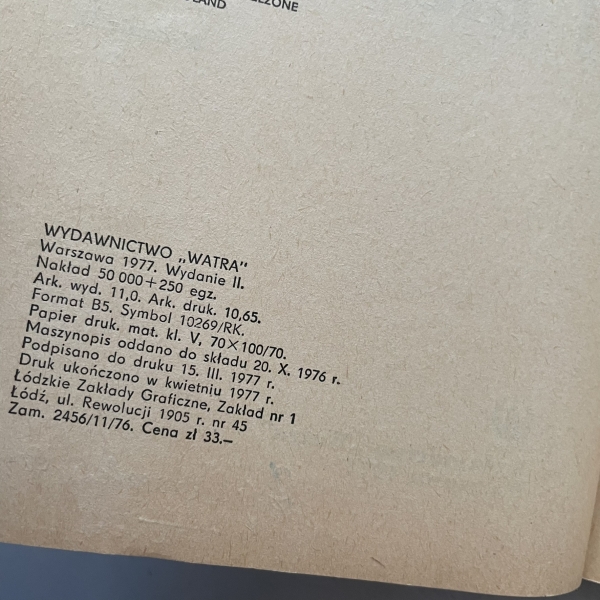 WYDAWNICTWO „WATRA"
Warszawa 1977. Wydanie II.
Nakład 50 000+250 egz.
Ark. wyd. 11,0. Ark. druk. 10,65.
Format B5. Symbol 10269/RK.
Papier druk. mat. kl. V, 70×100/70.
Maszynopis oddano do składu 20. X. 1976 r.
Podpisano do druku 15. III. 1977 r.
Druk ukończono w kwietniu 1977 r.
Łódzkie Zakłady Graficzne, Zakład nr 1
Łódź, ul. Rewolucji 1905 r. nr 45
Zam. 2456/11/76. Cena zł 33.–